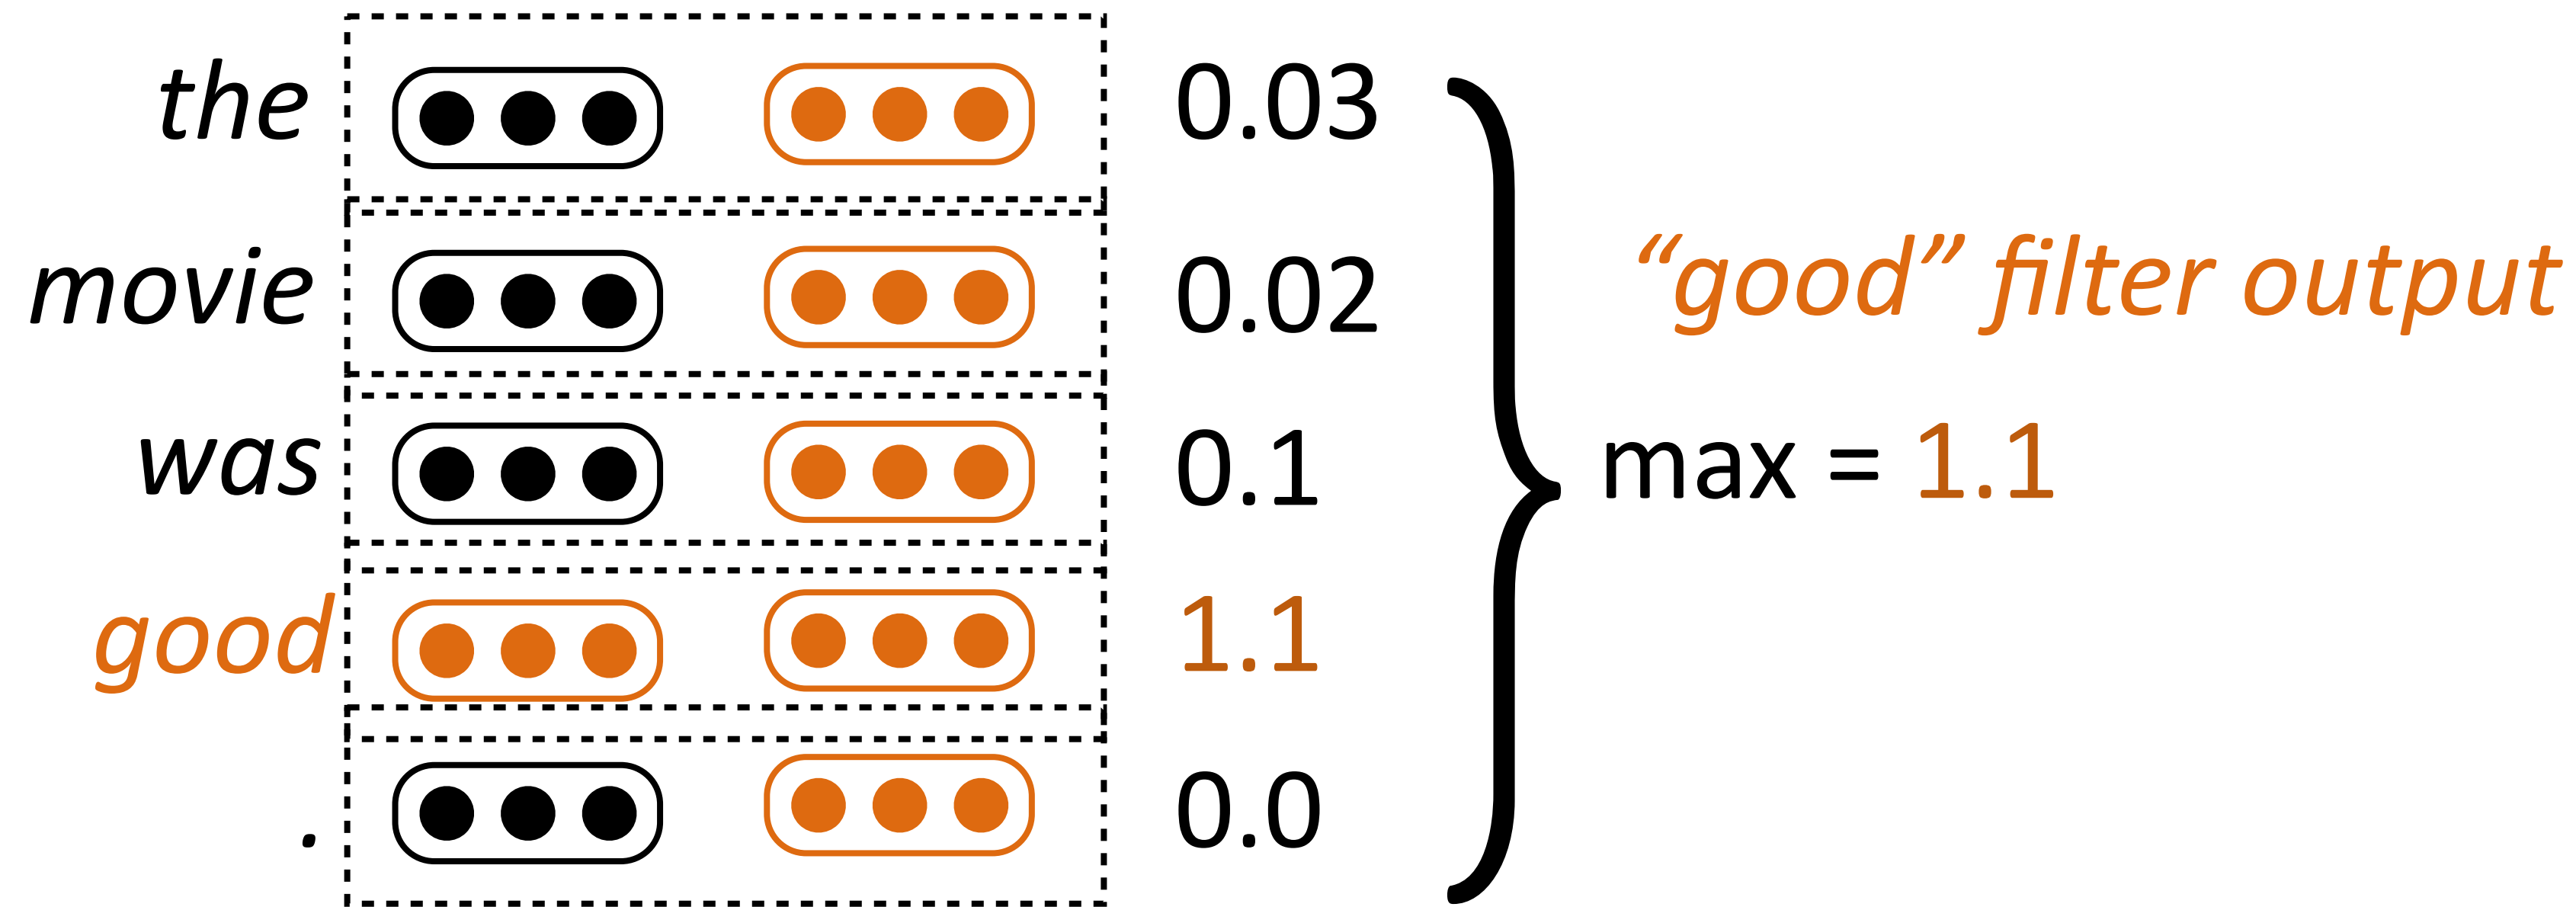 the 0.03
movie 0.02 “good” filter output
was 0.1 max = 1.1
good 1.1
. 0.0